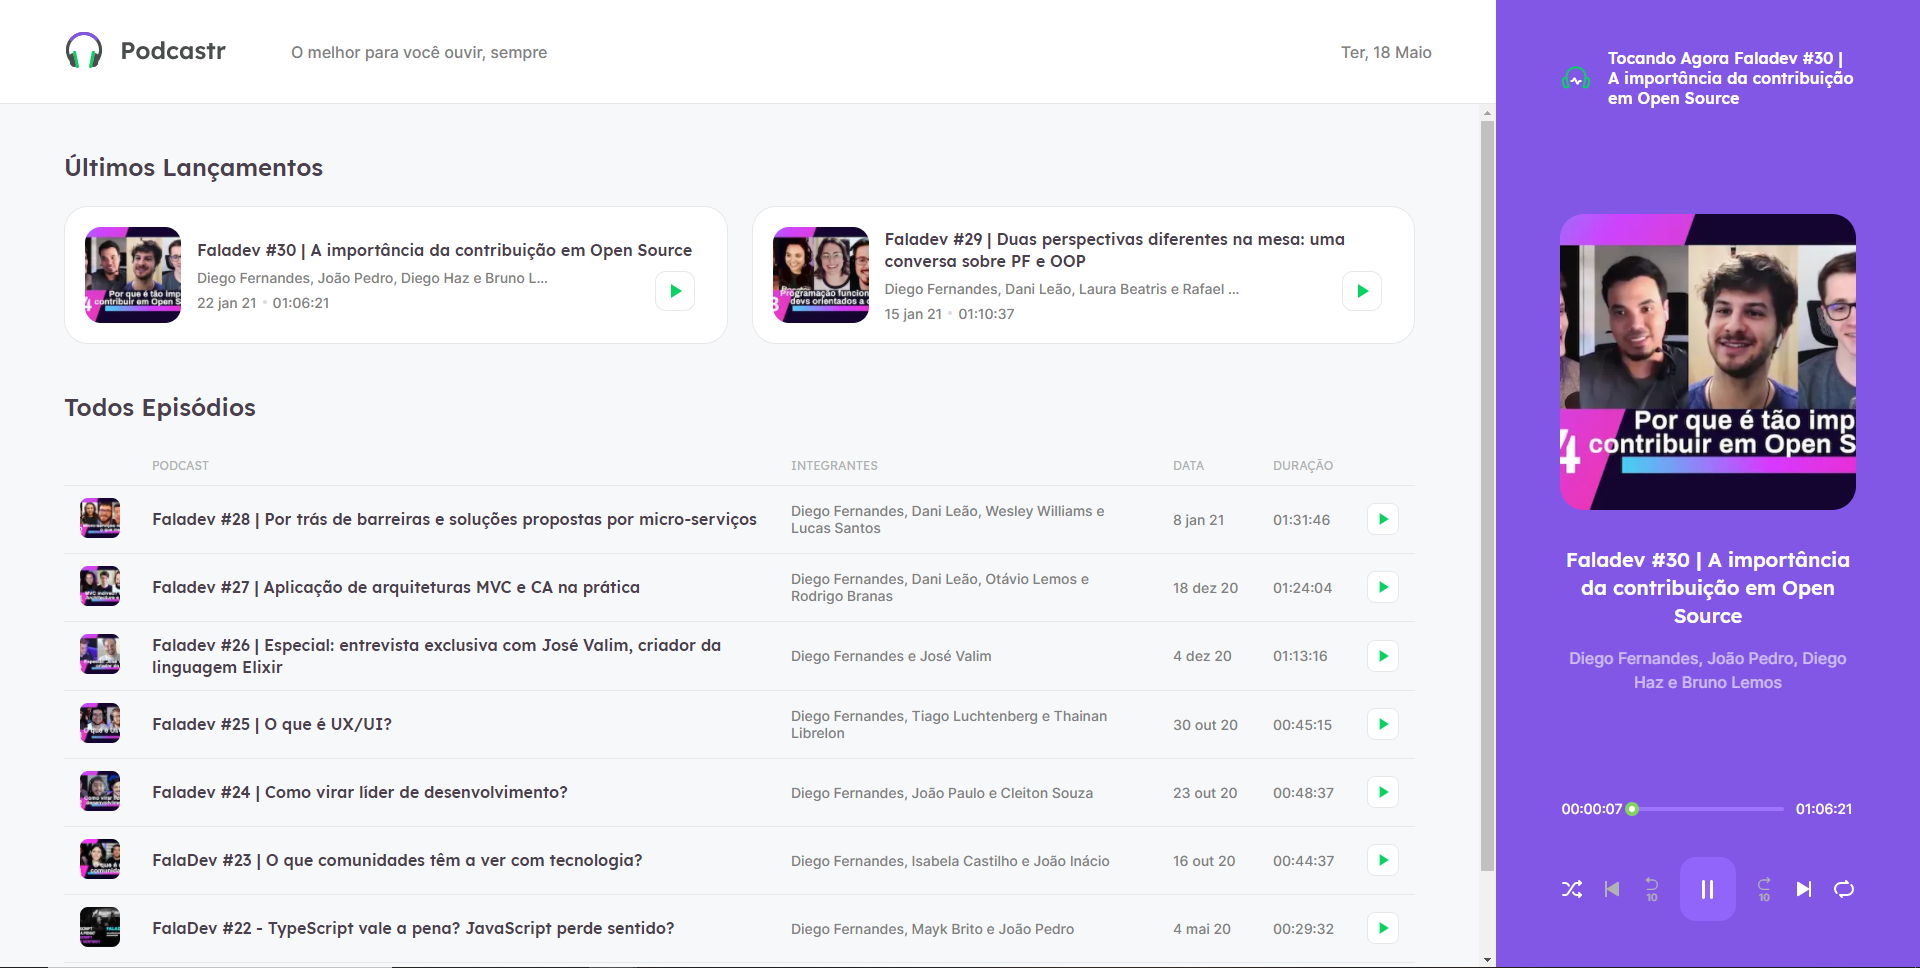 Podcastr
O melhor para você ouvir, sempre
Ter, 18 Maio
Últimos Lançamentos
Por que é tão imp
4 contribuir em Open S
Faladev #30 | A importância da contribuição em Open Source
Diego Fernandes, João Pedro, Diego Haz e Bruno L...
22 jan 21 • 01:06:21
Programação funcion
devs orientados a
Faladev #29 | Duas perspectivas diferentes na mesa: uma
conversa sobre PF e OOP
Diego Fernandes, Dani Leão, Laura Beatris e Rafael ...
15 jan 21 • 01:10:37
Todos Episódios
PODCAST INTEGRANTES DATA DURAÇÃO
Faladev #28 | Por trás de barreiras e soluções propostas por micro-serviços
Diego Fernandes, Dani Leão, Wesley Williams e
Lucas Santos
8 jan 21
01:31:46
Faladev #27 | Aplicação de arquiteturas MVC e CA na prática
Diego Fernandes, Dani Leão, Otávio Lemos e
Rodrigo Branas
18 dez 20
01:24:04
Faladev #26 | Especial: entrevista exclusiva com José Valim, criador da
linguagem Elixir
Diego Fernandes e José Valim
4 dez 20
01:13:16
Faladev #25 | O que é UX/UI?
Diego Fernandes, Tiago Luchtenberg e Thainan
Librelon
30 out 20
00:45:15
Faladev #24 | Como virar líder de desenvolvimento?
Diego Fernandes, João Paulo e Cleiton Souza
23 out 20
00:48:37
FalaDev #23 | O que comunidades têm a ver com tecnologia?
Diego Fernandes, Isabela Castilho e João Inácio
16 out 20
00:44:37
FalaDev #22 - TypeScript vale a pena? JavaScript perde sentido?
Diego Fernandes, Mayk Brito e João Pedro
4 mai 20
00:29:32
Tocando Agora Faladev #30 |
A importância da contribuição
em Open Source
Por que é tão imp
4 contribuir em Open S
Faladev #30 | A importância
da contribuição em Open
Source
Diego Fernandes, João Pedro, Diego
Haz e Bruno Lemos
00:00:07 01:06:21
10 10